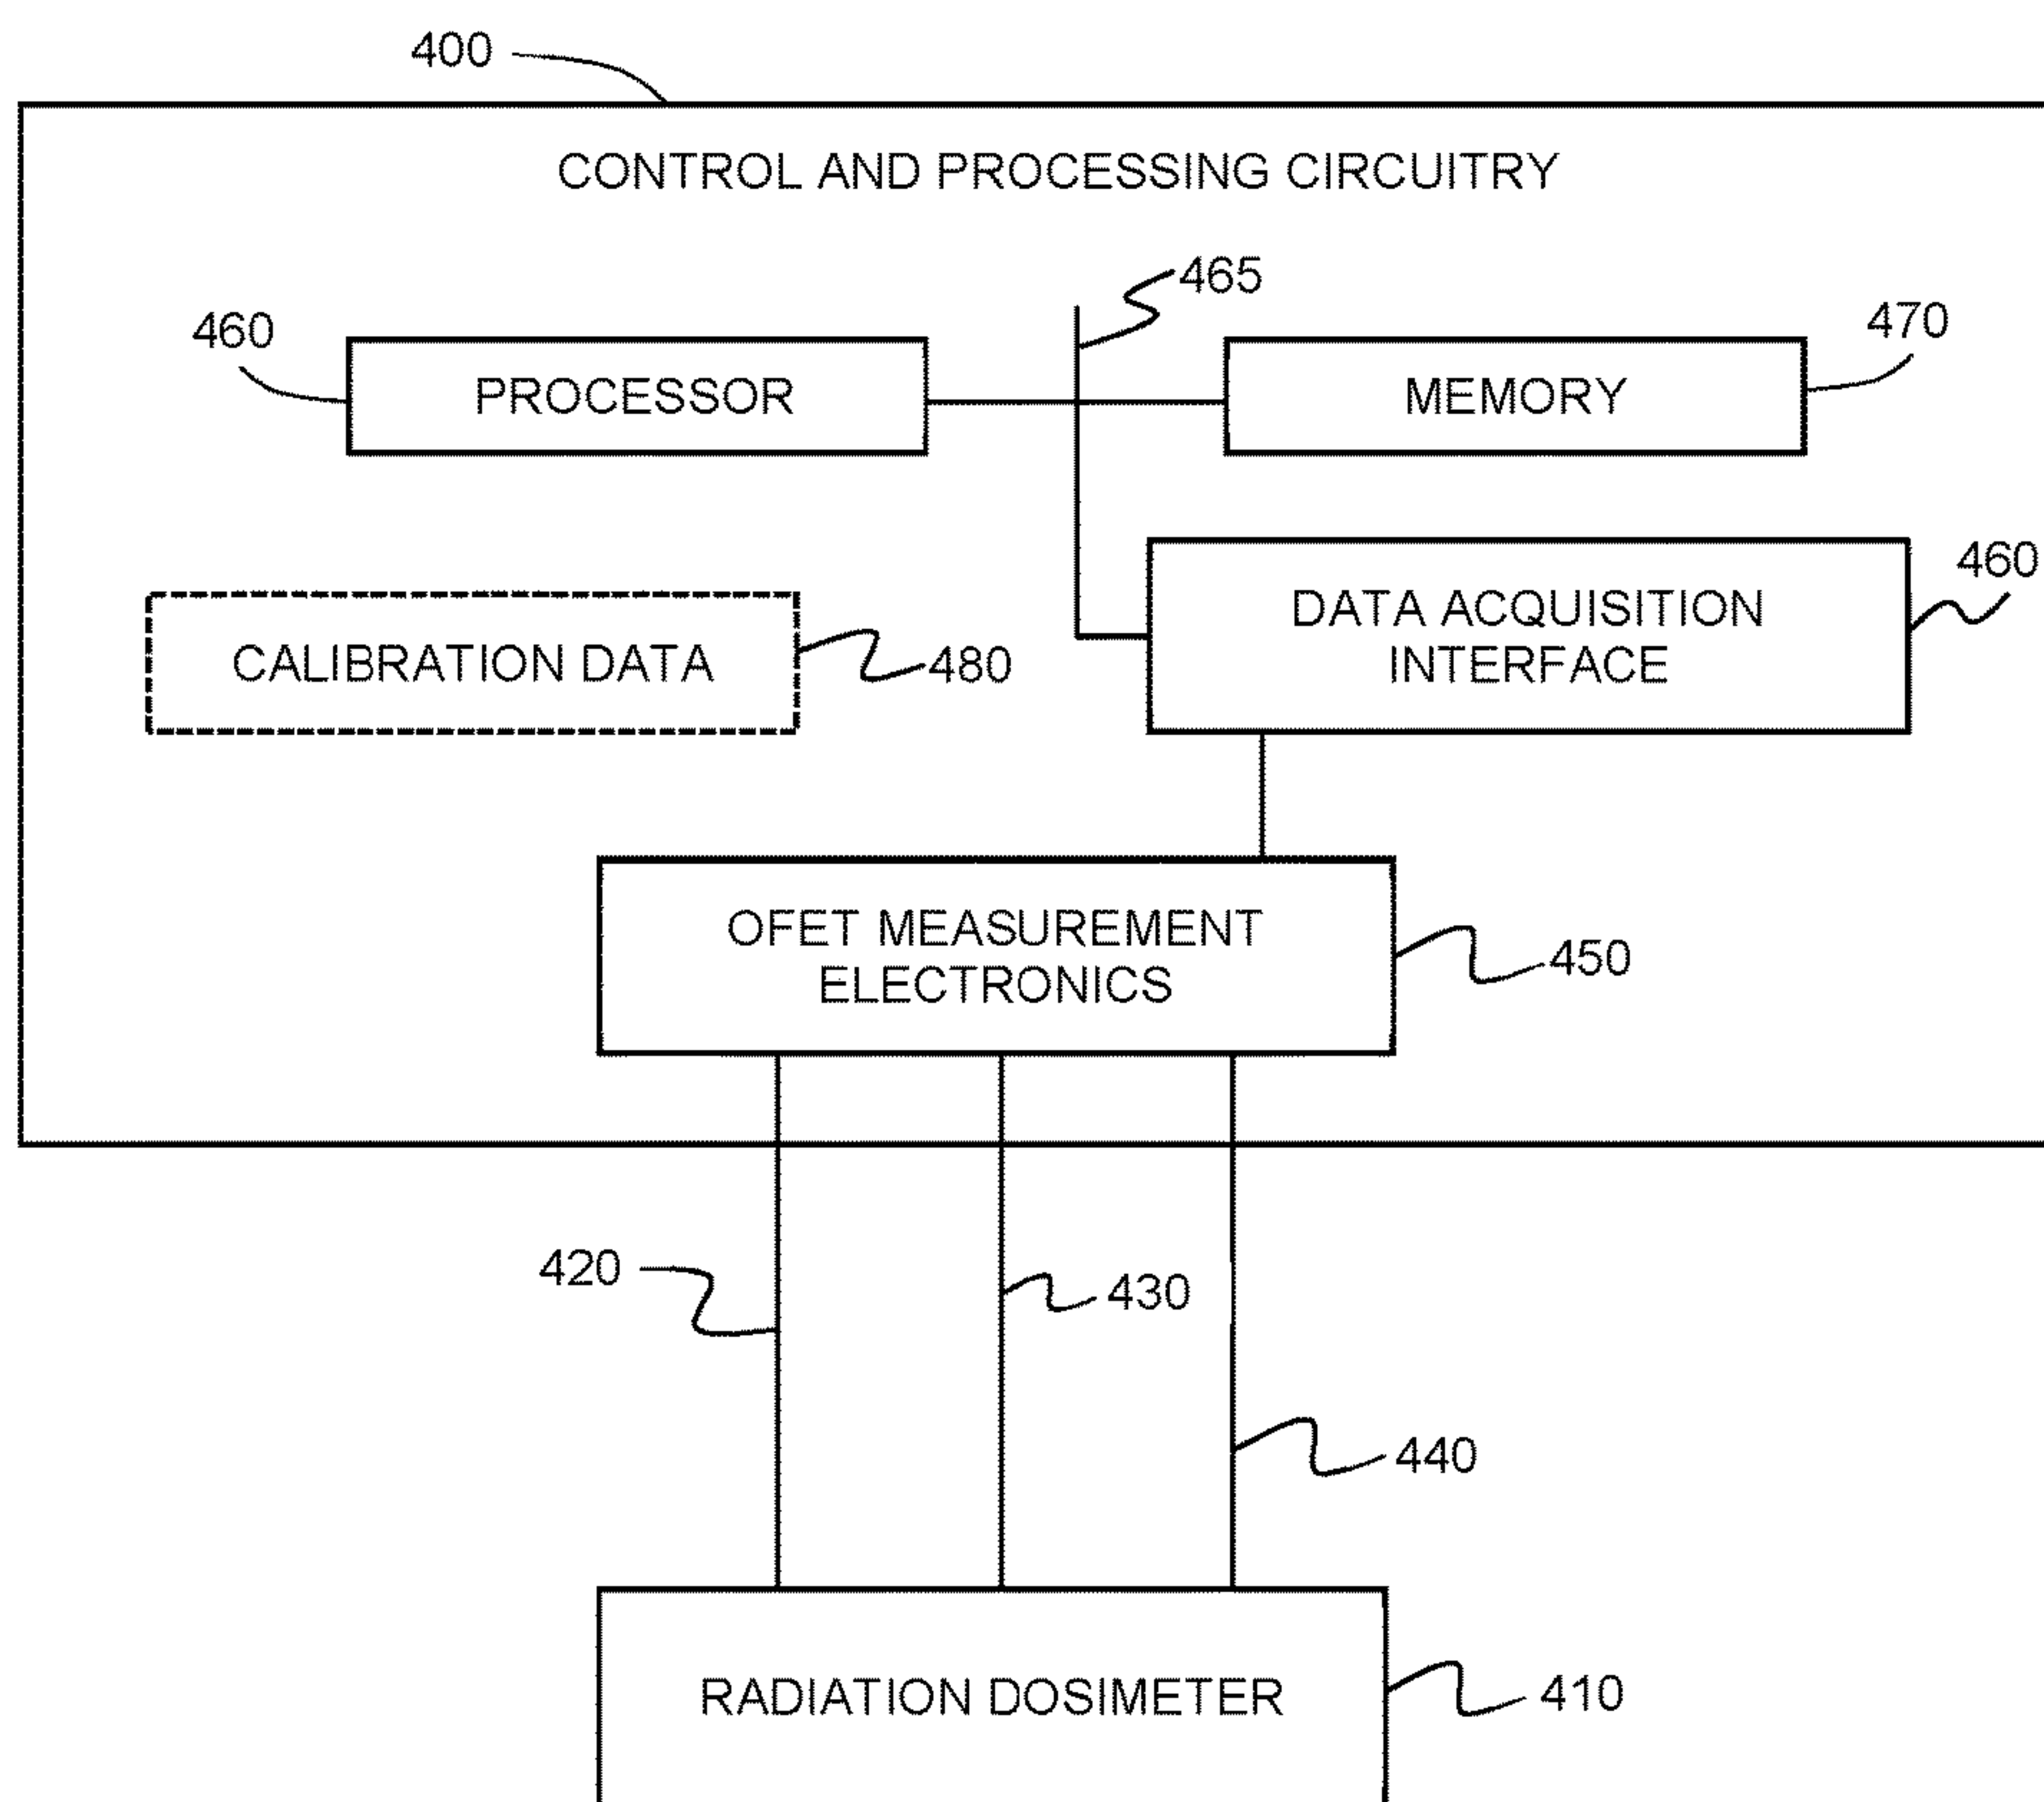 400
CONTROL AND PROCESSING CIRCUITRY
465
460
470
PROCESSOR
MEMORY
460
DATA ACQUISITION
INTERFACE
CALIBRATION DATA
480
OFET MEASUREMENT
ELECTRONICS
450
420
430
440
RADIATION DOSIMETER
410